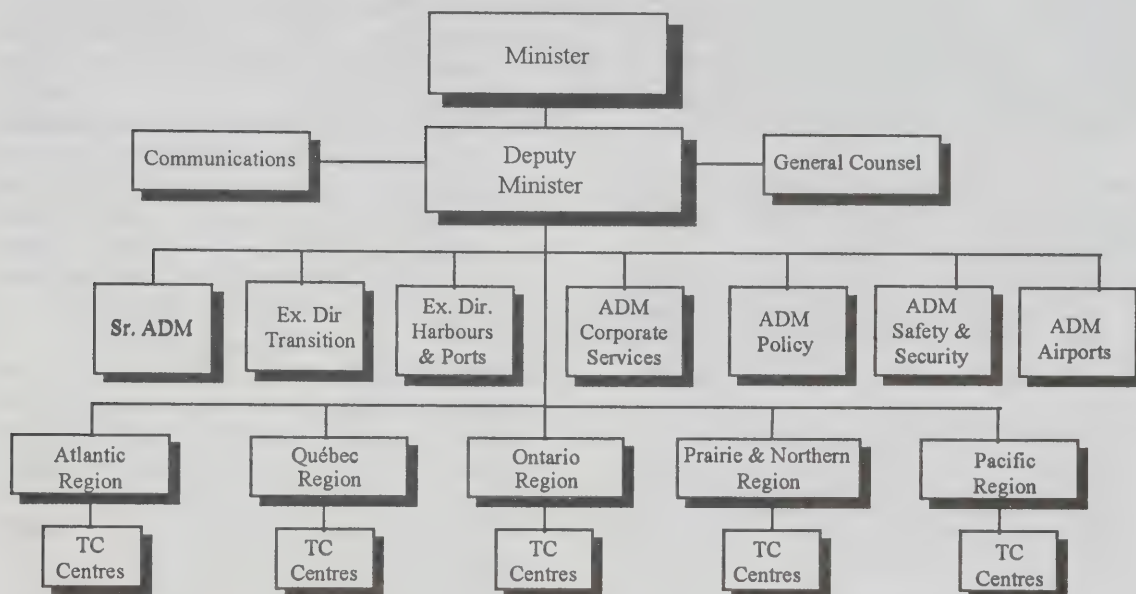 Minister
Communications
Deputy
Minister
General Counsel
Sr. ADM
Ex. Dir
Transition
Ex. Dir.
Harbours
& Ports
ADM
Corporate
Services
ADM
Policy
ADM
Safety &
Security
ADM
Airports
Atlantic
Region
Québec
Region
Ontario
Region
Prairie & Northern
Region
Pacific
Region
TC
Centres
TC
Centres
TC
Centres
TC
Centres
TC
Centres